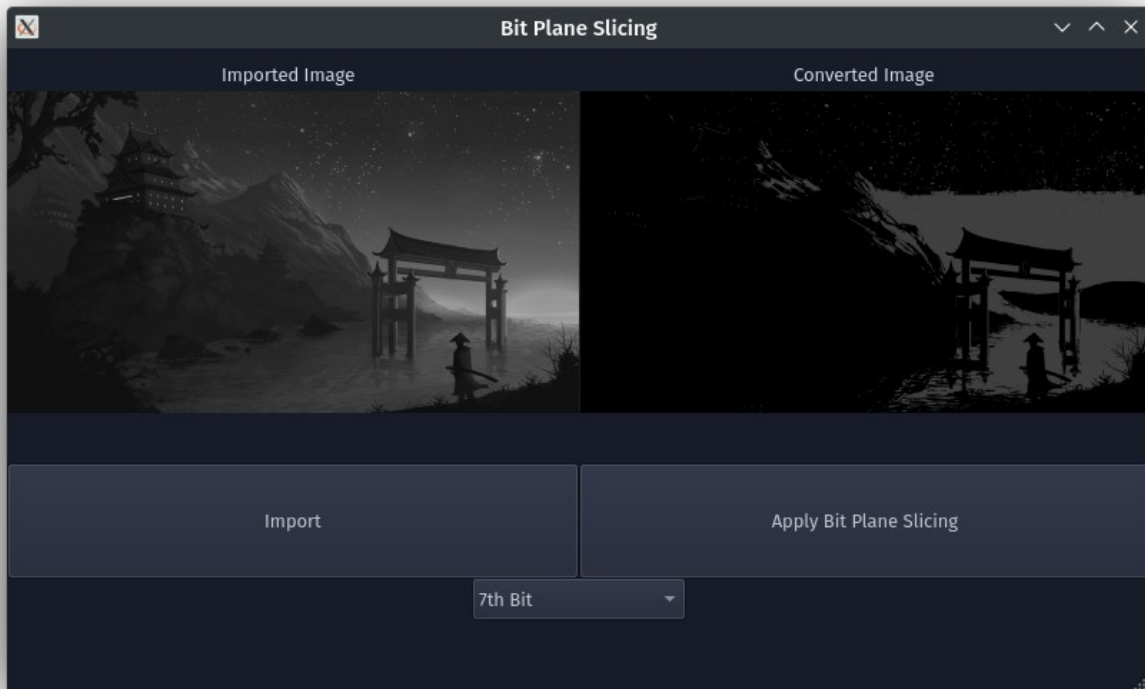 Bit Plane Slicing
Imported Image
Converted Image
Import
Apply Bit Plane Slicing
7th Bit